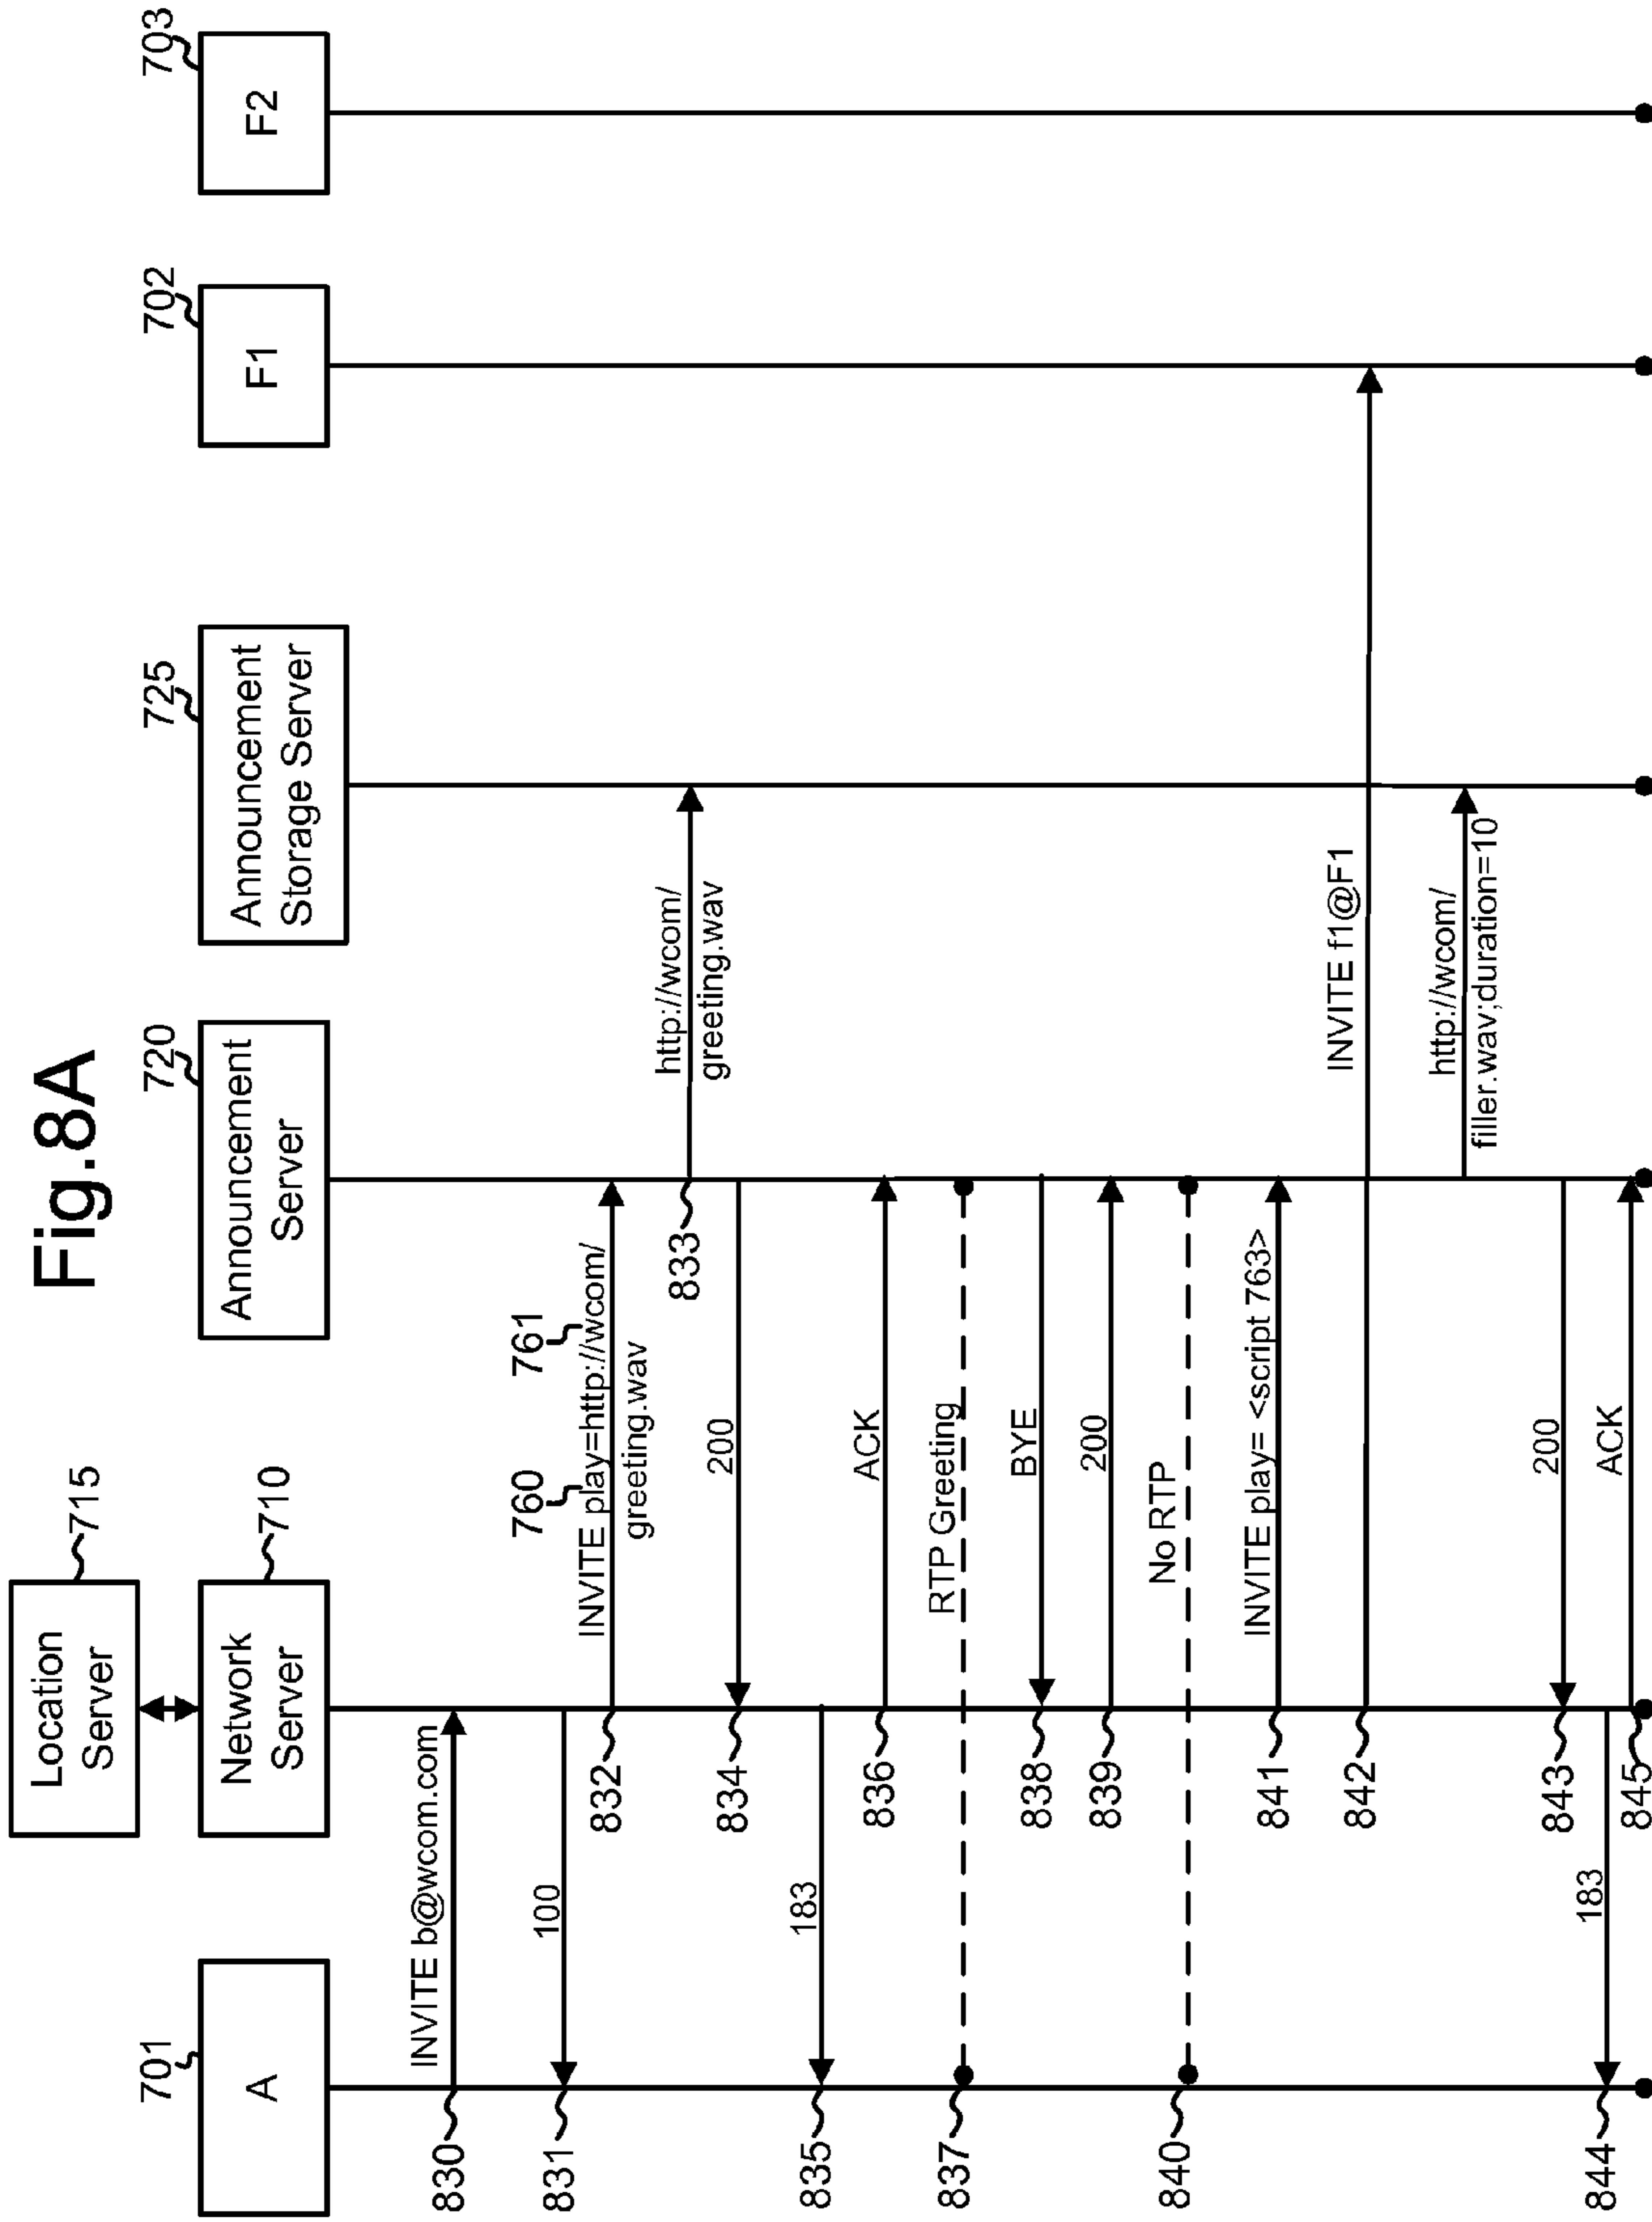 Fig.8A
Location
Server
715
701
A
Network
Server
710
720
Announcement
Server
725
Announcement
Storage Server
702
F1
703
F2
830
INVITE b@wcom.com
831
100
832
760
761
INVITE play=http://wcom/
greeting.wav
833
http://wcom/
greeting.wav
834
200
835
183
836
ACK
837
RTP Greeting
838
BYE
839
200
840
No RTP
841
INVITE play= <script 763>
842
INVITE f1@F1
http://wcom/
filler.wav;duration=10
843
200
844
183
845
ACK